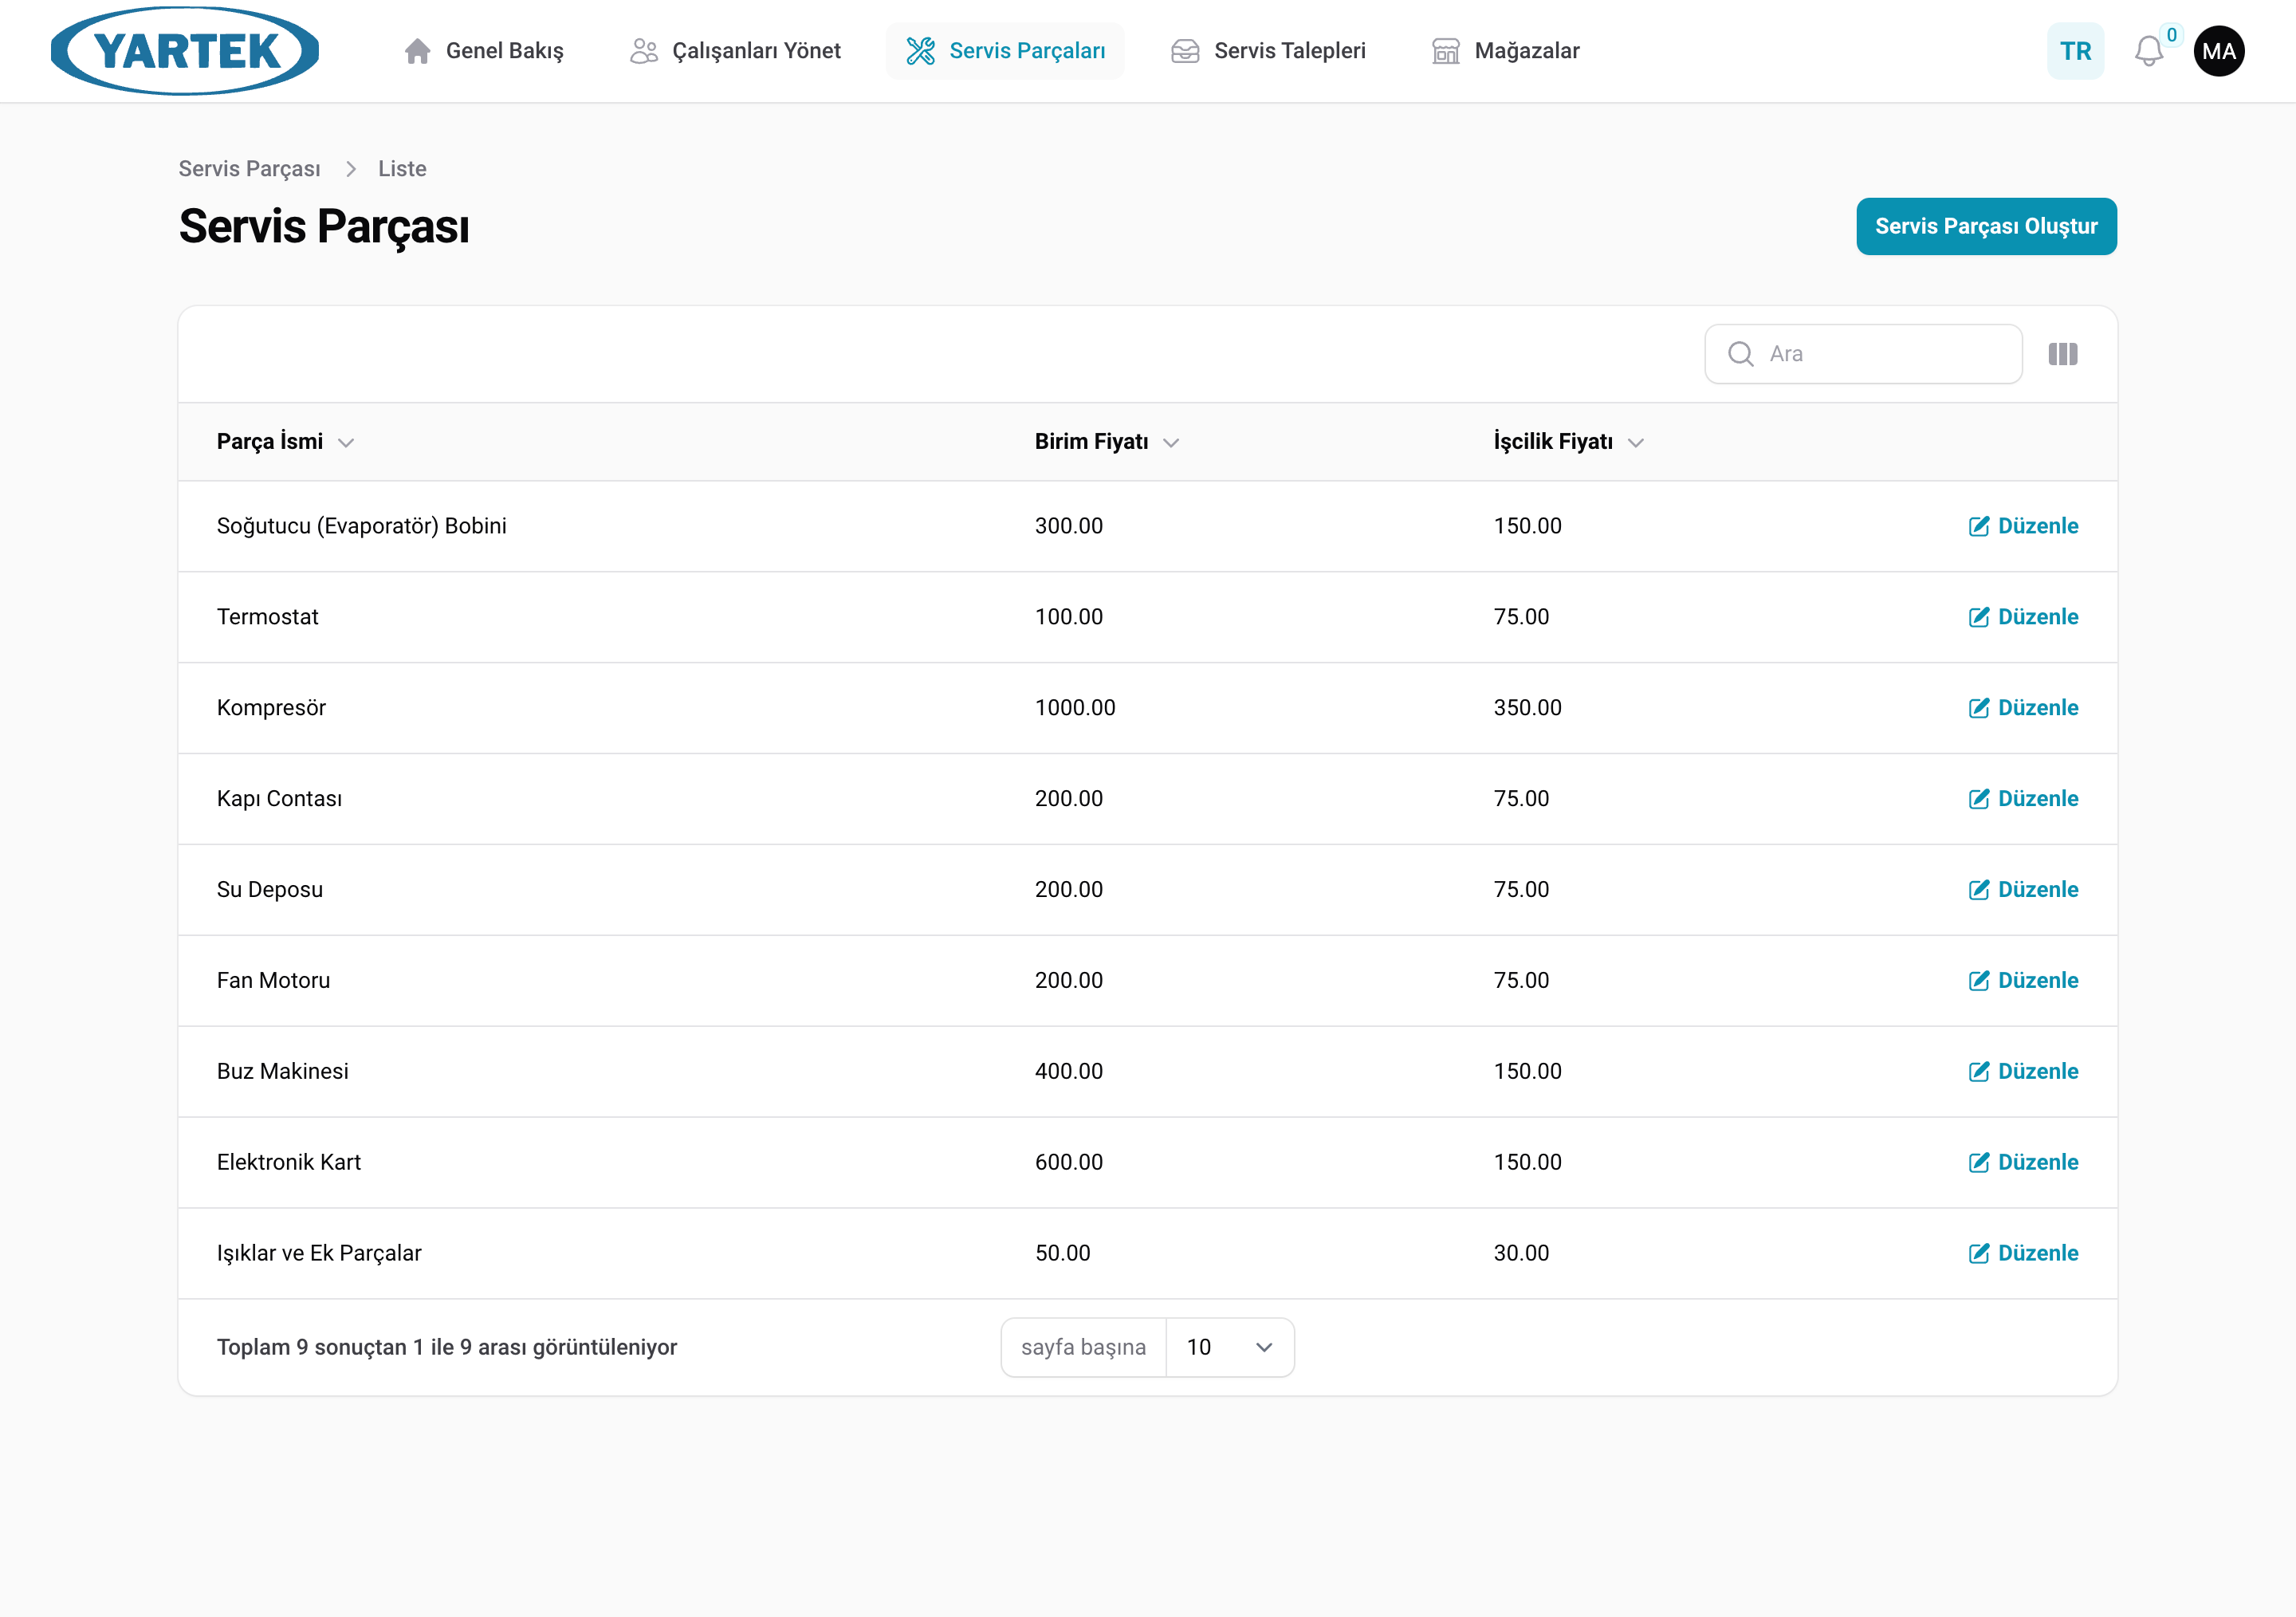 YARTEK Genel Bakış Çalışanları Yönet Servis Parçaları Servis Talepleri Mağazalar TR 0 MA
Servis Parçası Liste
Servis Parçası Servis Parçası Oluştur
Ara
Parça İsmi Birim Fiyatı İşcilik Fiyatı
Soğutucu (Evaporatör) Bobini 300.00 150.00 Düzenle
Termostat 100.00 75.00 Düzenle
Kompresör 1000.00 350.00 Düzenle
Kapı Contası 200.00 75.00 Düzenle
Su Deposu 200.00 75.00 Düzenle
Fan Motoru 200.00 75.00 Düzenle
Buz Makinesi 400.00 150.00 Düzenle
Elektronik Kart 600.00 150.00 Düzenle
Işıklar ve Ek Parçalar 50.00 30.00 Düzenle
Toplam 9 sonuçtan 1 ile 9 arası görüntüleniyor sayfa başına 10